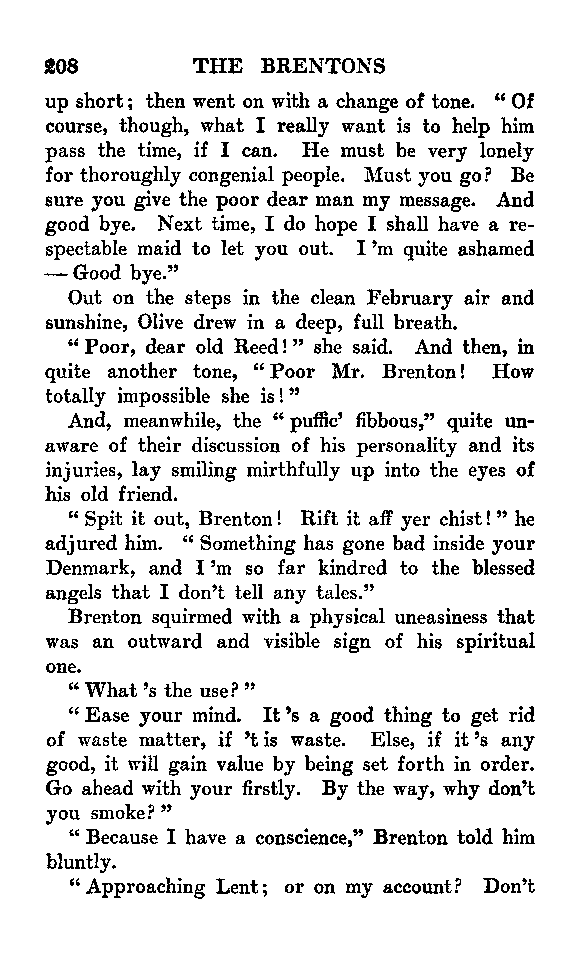 208 THE BRENTONS
up short; then went on with a change of tone. “ Of
course, though, what I really want is to help him
pass the time, if I can. He must be very lonely
for thoroughly congenial people. Must you go? Be
sure you give the poor dear man my message. And
good bye. Next time, I do hope I shall have a re-
spectable maid to let you out. I ’m quite ashamed
— Good bye.”
Out on the steps in the clean February air and
sunshine, Olive drew in a deep, full breath.
“ Poor, dear old Reed! ” she said. And then, in
quite another tone, “ Poor Mr. Brenton! How
totally impossible she is! ”
And, meanwhile, the “ puffic’ fibbous,” quite un-
aware of their discussion of his personality and its
injuries, lay smiling mirthfully up into the eyes of
his old friend.
“ Spit it out, Brenton! Rift it aff yer chist! ” he
adjured him. “ Something has gone bad inside your
Denmark, and I ’m so far kindred to the blessed
angels that I don’t tell any tales.”
Brenton squirmed with a physical uneasiness that
was an outward and visible sign of his spiritual
one.
“ What ’s the use? ”
“ Ease your mind. It ’s a good thing to get rid
of waste matter, if ’t is waste. Else, if it ’s any
good, it will gain value by being set forth in order.
Go ahead with your firstly. By the way, why don’t
you smoke? ”
“ Because I have a conscience,” Brenton told him
bluntly.
“ Approaching Lent; or on my account? Don’t